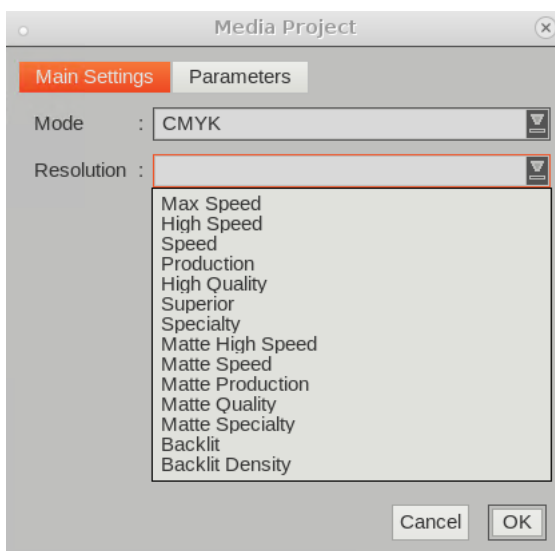 Media Project
Main Settings Parameters
Mode : CMYK
Resolution :
Max Speed
High Speed
Speed
Production
High Quality
Superior
Specialty
Matte High Speed
Matte Speed
Matte Production
Matte Quality
Matte Specialty
Backlit
Backlit Density
Cancel OK